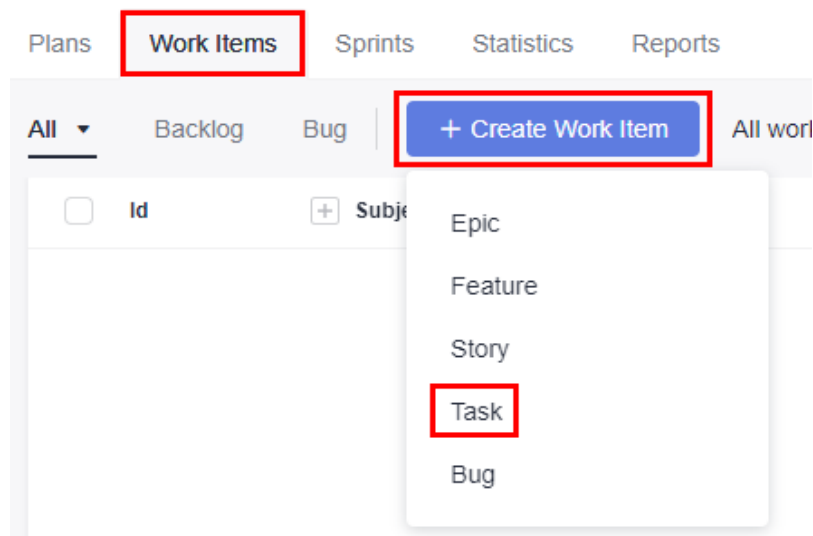 Plans Work Items Sprints Statistics Reports
All Backlog Bug + Create Work Item All
Id Subje
Epic
Feature
Story
Task
Bug